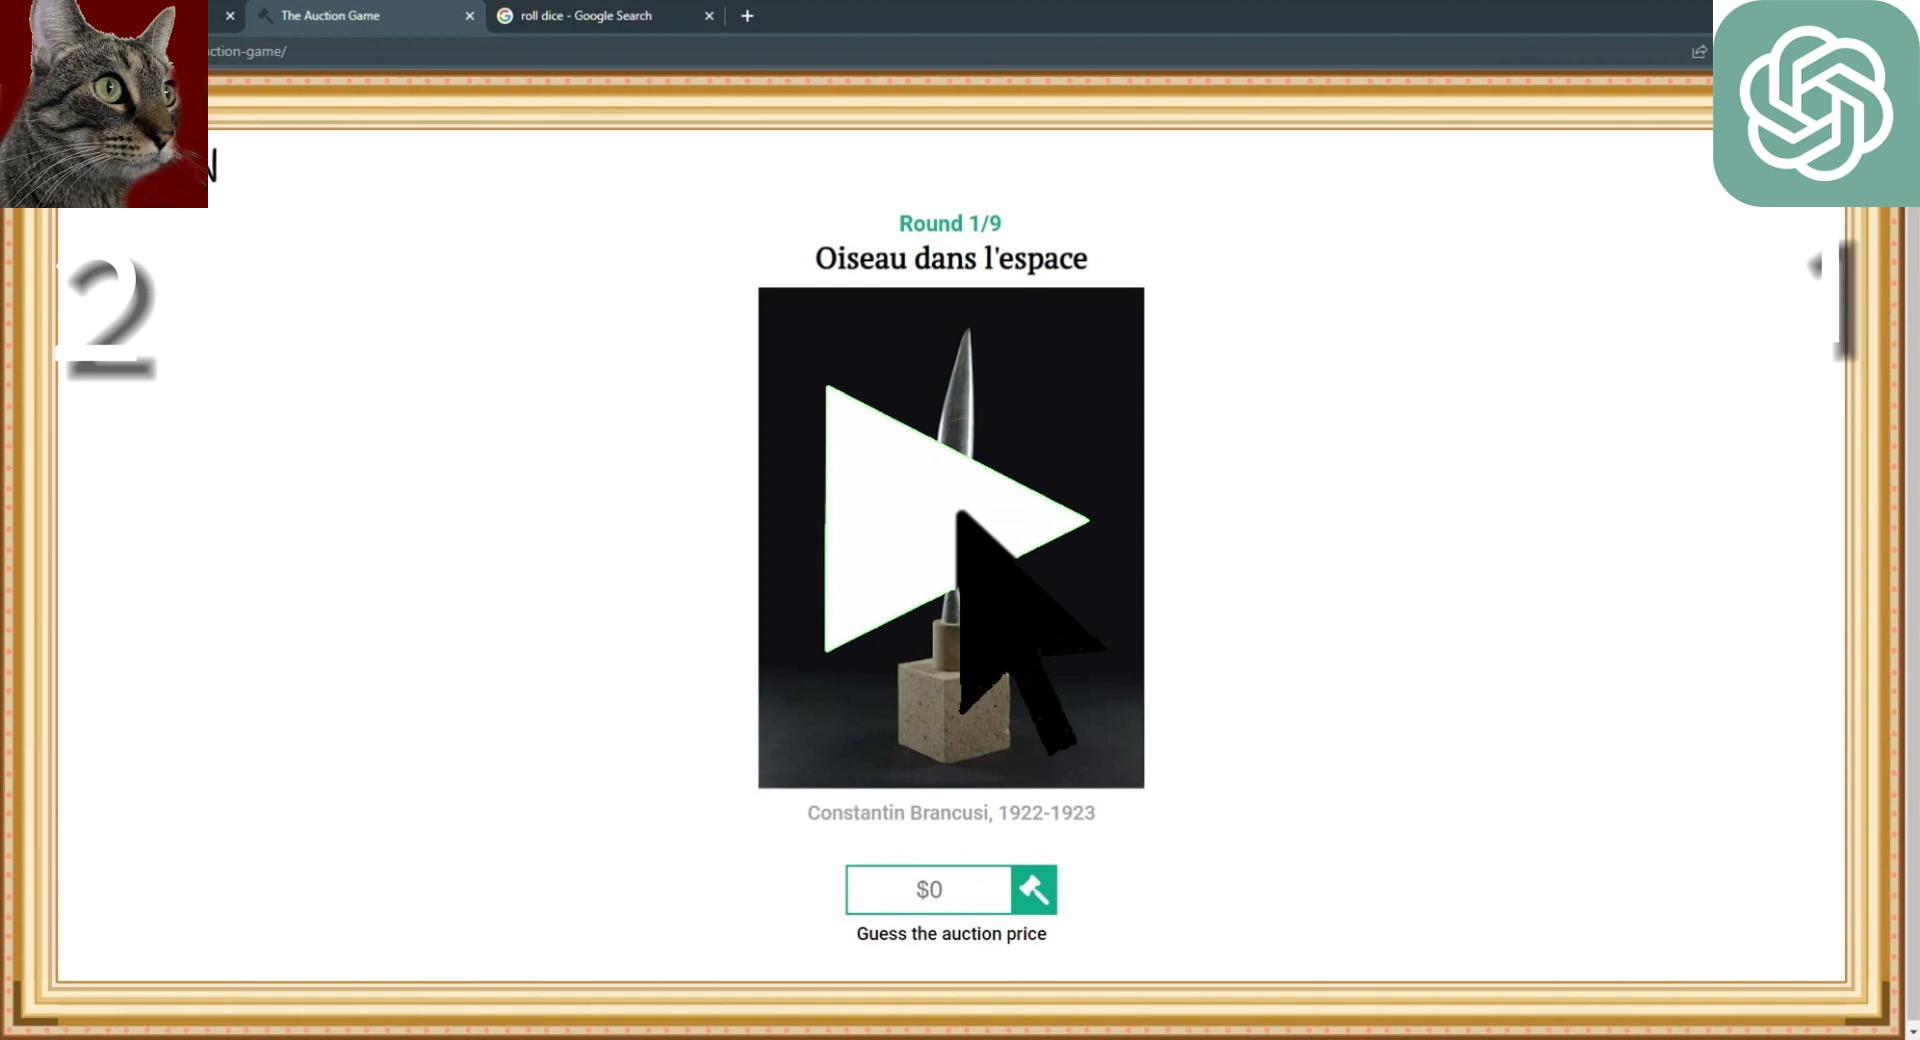 The Auction Game
roll dice - Google Search
ction-game/
N
Round 1/9
Oiseau dans l'espace
2
1
Constantin Brancusi, 1922-1923
$0
Guess the auction price